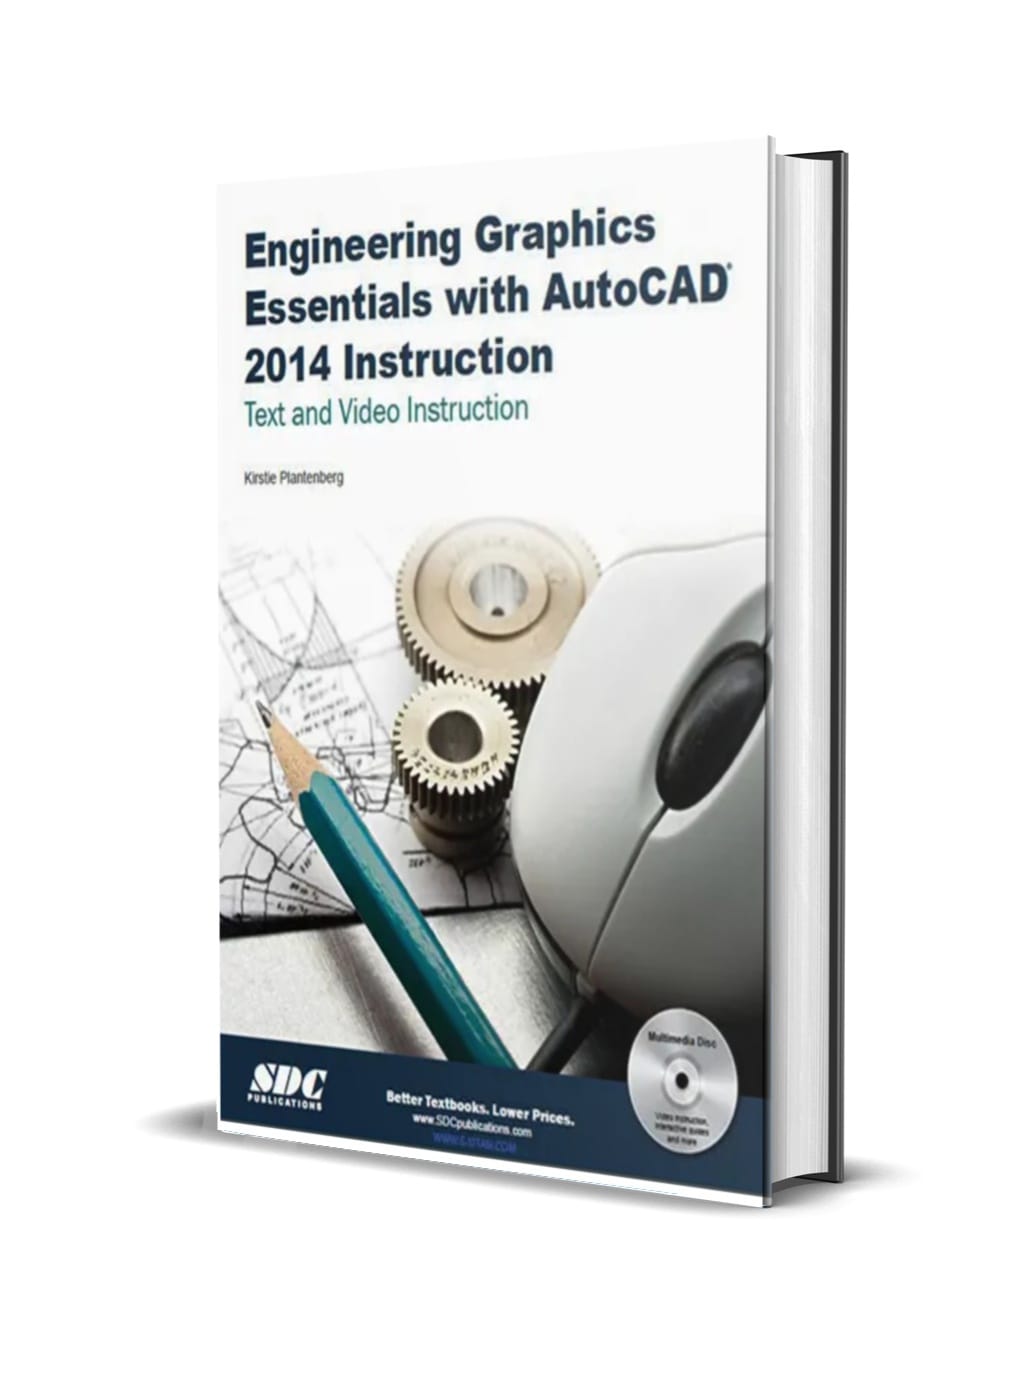 Engineering Graphics
Essentials with AutoCAD®
2014 Instruction
Text and Video Instruction
Kirstie Plantenberg
Multimedia Disc
Video Instruction,
interactive quizzes
and more
SDC
PUBLICATIONS
Better Textbooks. Lower Prices.
www.SDCpublications.com